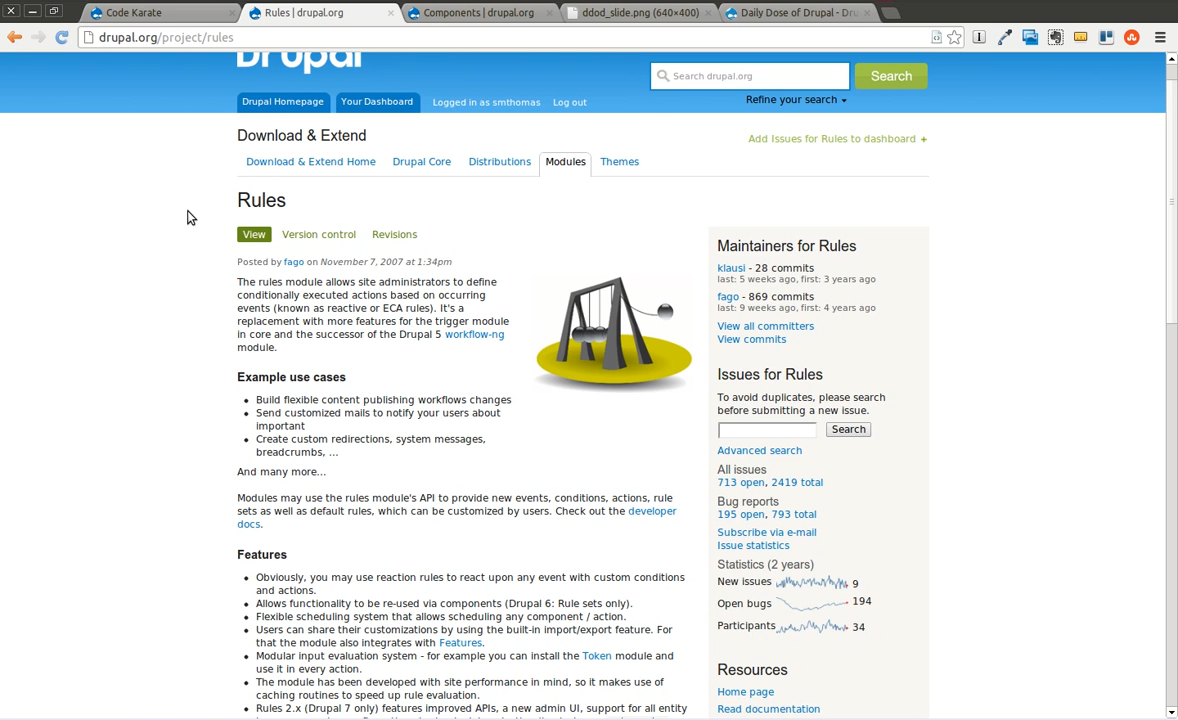 Code Karate
Rules | drupal.org
Components | drupal.org
ddod_slide.png (640×400)
Daily Dose of Drupal - Dru
drupal.org/project/rules
Drupal
Search drupal.org
Search
Refine your search
Drupal Homepage
Your Dashboard
Logged in as smthomas
Log out
Download & Extend
Add Issues for Rules to dashboard +
Download & Extend Home
Drupal Core
Distributions
Modules
Themes
Rules
View
Version control
Revisions
Posted by fago on November 7, 2007 at 1:34pm
The rules module allows site administrators to define
conditionally executed actions based on occurring
events (known as reactive or ECA rules). It's a
replacement with more features for the trigger module
in core and the successor of the Drupal 5 workflow-ng
module.
Example use cases
• Build flexible content publishing workflows changes
• Send customized mails to notify your users about
important
• Create custom redirections, system messages,
breadcrumbs, ...
And many more...
Modules may use the rules module's API to provide new events, conditions, actions, rule
sets as well as default rules, which can be customized by users. Check out the developer
docs.
Features
• Obviously, you may use reaction rules to react upon any event with custom conditions
and actions.
• Allows functionality to be re-used via components (Drupal 6: Rule sets only).
• Flexible scheduling system that allows scheduling any component / action.
• Users can share their customizations by using the built-in import/export feature. For
that the module also integrates with Features.
• Modular input evaluation system - for example you can install the Token module and
use it in every action.
• The module has been developed with site performance in mind, so it makes use of
caching routines to speed up rule evaluation.
• Rules 2.x (Drupal 7 only) features improved APIs, a new admin UI, support for all entity
Maintainers for Rules
klausi - 28 commits
last: 5 weeks ago, first: 3 years ago
fago - 869 commits
last: 9 weeks ago, first: 4 years ago
View all committers
View commits
Issues for Rules
To avoid duplicates, please search
before submitting a new issue.
Search
Advanced search
All issues
713 open, 2419 total
Bug reports
195 open, 793 total
Subscribe via e-mail
Issue statistics
Statistics (2 years)
New issues 9
Open bugs 194
Participants 34
Resources
Home page
Read documentation